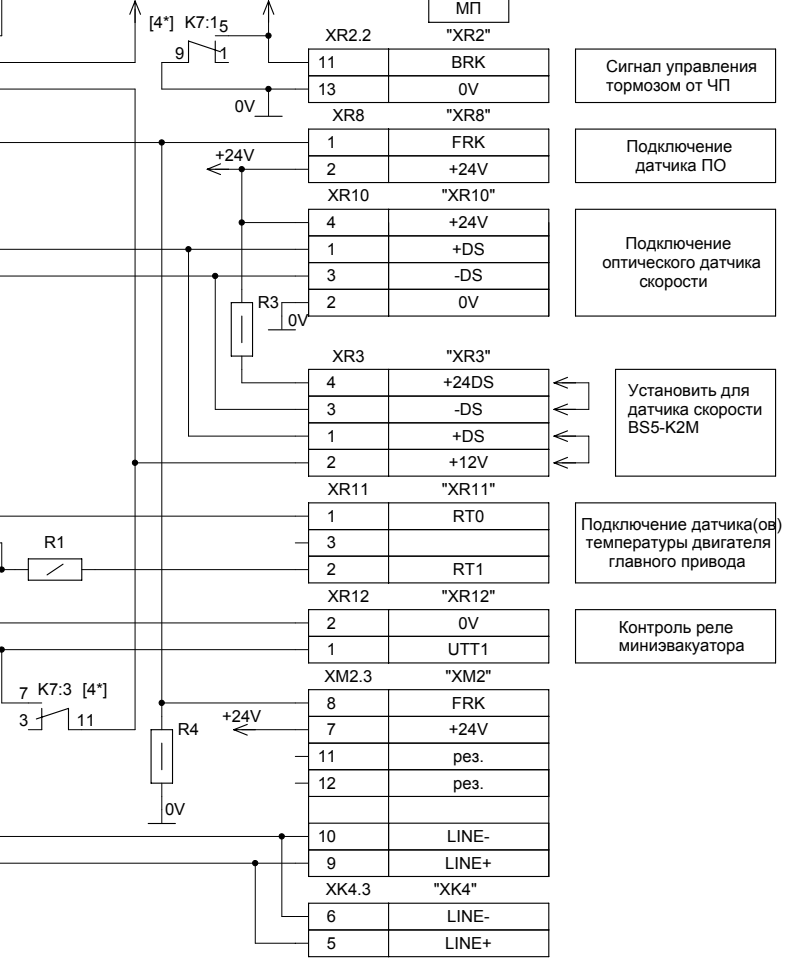 МП
[4*] K7:1 5
9 1
XR2.2 "XR2"
11 BRK
13 0V
0V
Сигнал управления
тормозом от ЧП
XR8 "XR8"
1 FRK
2 +24V
+24V
Подключение
датчика ПО
XR10 "XR10"
4 +24V
1 +DS
3 -DS
2 0V
R3
0V
Подключение
оптического датчика
скорости
XR3 "XR3"
4 +24DS
3 -DS
1 +DS
2 +12V
Установить для
датчика скорости
BS5-K2M
XR11 "XR11"
1 RT0
3
2 RT1
R1
Подключение датчика(ов)
температуры двигателя
главного привода
XR12 "XR12"
2 0V
1 UTT1
Контроль реле
миниэвакуатора
XM2.3 "XM2"
7 K7:3 [4*]
3 11
8 FRK
+24V
7 +24V
R4
11 рез.
12 рез.
0V
10 LINE-
9 LINE+
XK4.3 "XK4"
6 LINE-
5 LINE+